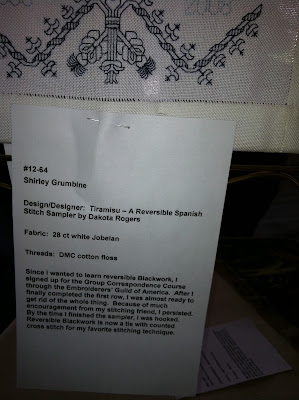 2006
#12-64
Shirley Grumbine
Design/Designer: Tiramisu – A Reversible Spanish
Stitch Sampler by Dakota Rogers
Fabric: 28 ct white Jobelan
Threads: DMC cotton floss
Since I wanted to learn reversible Blackwork, I
signed up for the Group Correspondence Course
through the Embroiderers' Guild of America. After I
finally completed the first row, I was almost ready to
get rid of the whole thing. Because of much
encouragement from my stitching friend, I persisted.
By the time I finished the sampler, I was hooked.
Reversible Blackwork is now a tie with counted
cross stitch for my favorite stitching technique.